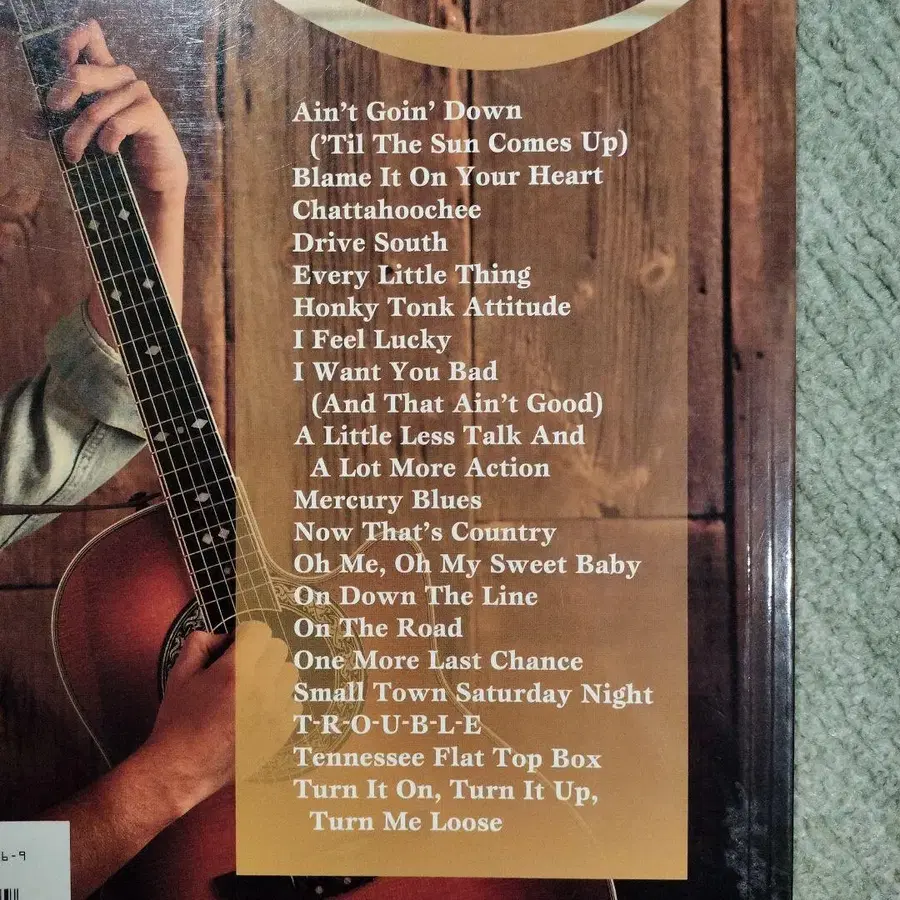 Ain't Goin' Down
('Til The Sun Comes Up)
Blame It On Your Heart
Chattahoochee
Drive South
Every Little Thing
Honky Tonk Attitude
I Feel Lucky
I Want You Bad
(And That Ain't Good)
A Little Less Talk And
A Lot More Action
Mercury Blues
Now That's Country
Oh Me, Oh My Sweet Baby
On Down The Line
On The Road
One More Last Chance
Small Town Saturday Night
T-R-O-U-B-L-E
Tennessee Flat Top Box
Turn It On, Turn It Up,
Turn Me Loose
6-9